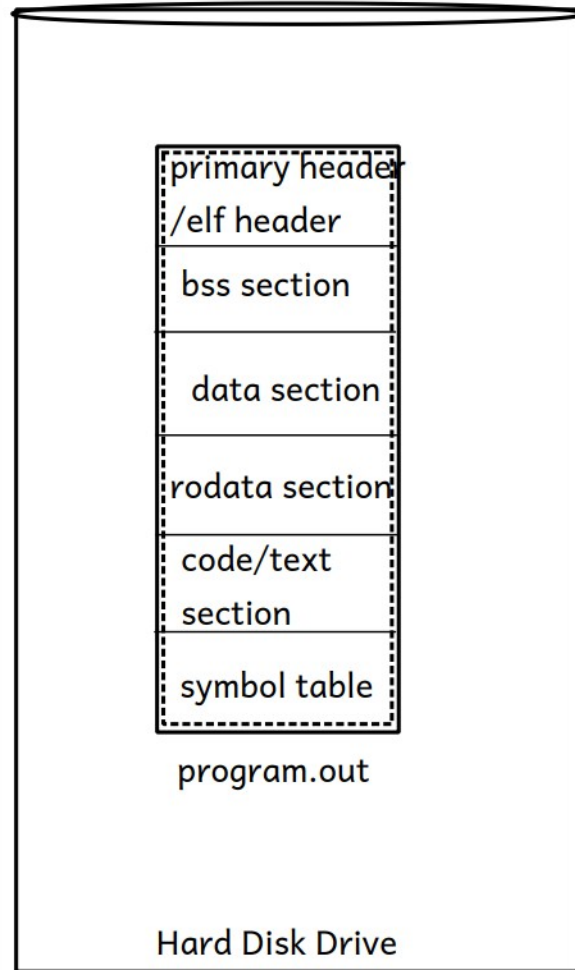 primary header
/elf header
bss section
data section
rodata section
code/text
section
symbol table
program.out
Hard Disk Drive